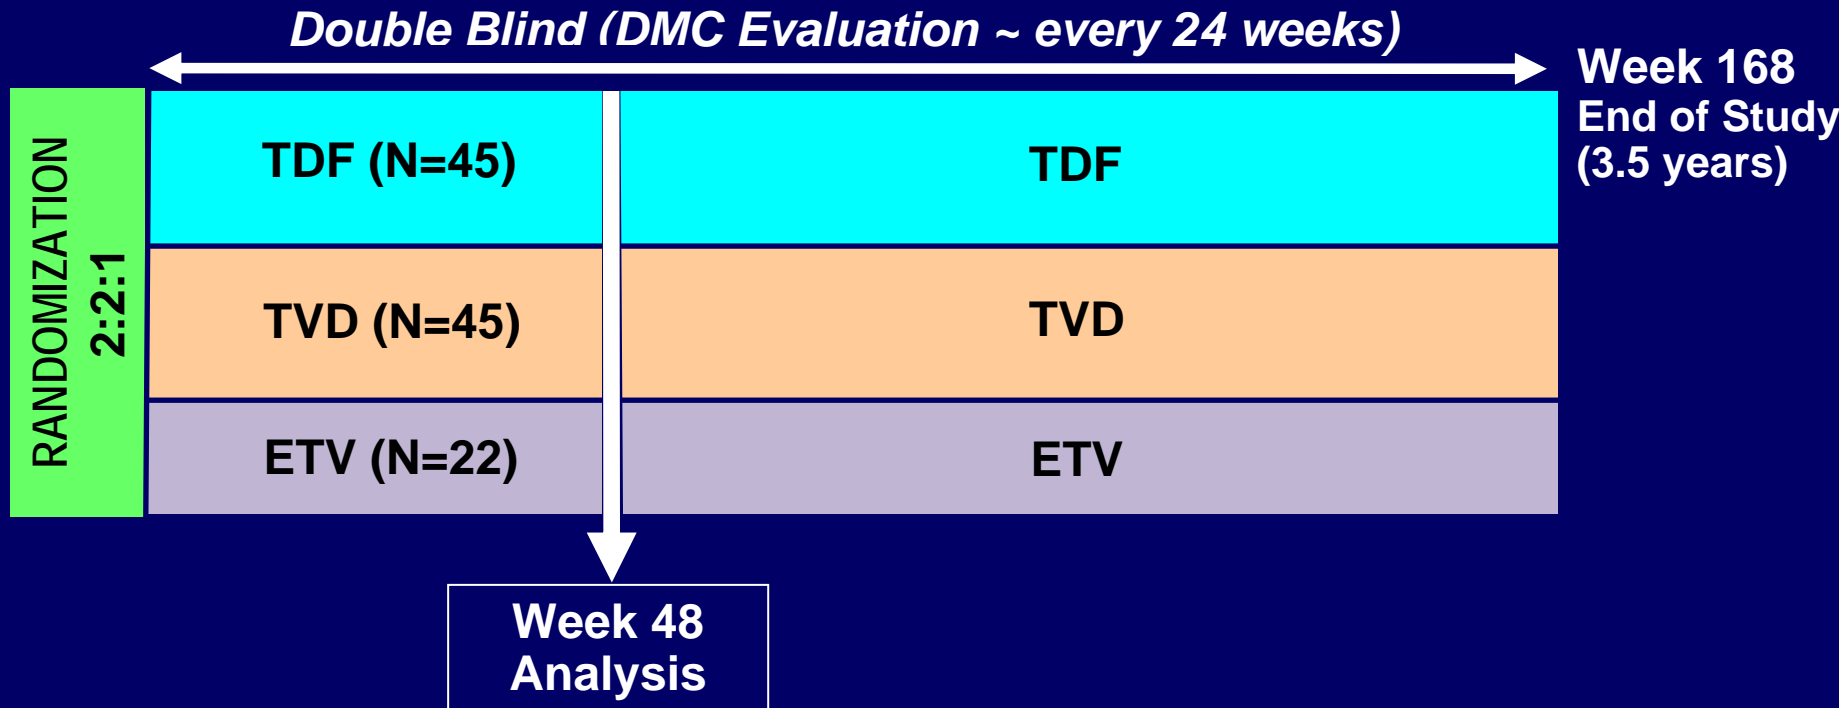 Double Blind (DMC Evaluation ~ every 24 weeks)
Week 168
End of Study
(3.5 years)
RANDOMIZATION
2:2:1
TDF (N=45)
TDF
TVD (N=45)
TVD
ETV (N=22)
ETV
Week 48
Analysis